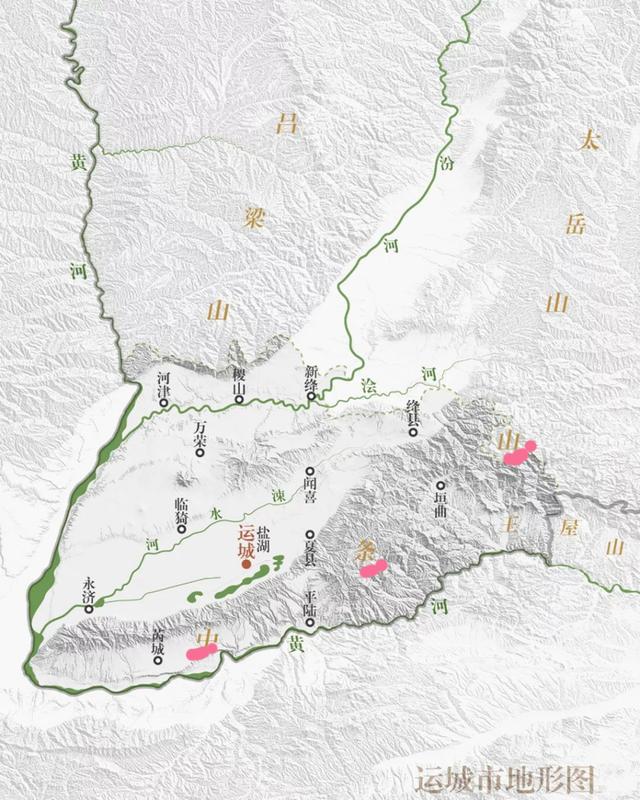 吕梁山
太岳山
黄河
汾河
浍河
河津
稷山
新绛
绛县
万荣
闻喜
垣曲
临猗
涑水河
运城
盐湖
夏县
永济
平陆
芮城
中条山
王屋山
黄河
运城市地形图